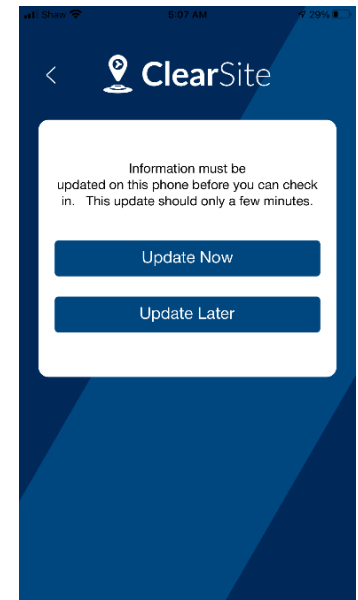 Shaw 5:07 AM 29%
ClearSite
Information must be
updated on this phone before you can check
in. This update should only a few minutes.
Update Now
Update Later